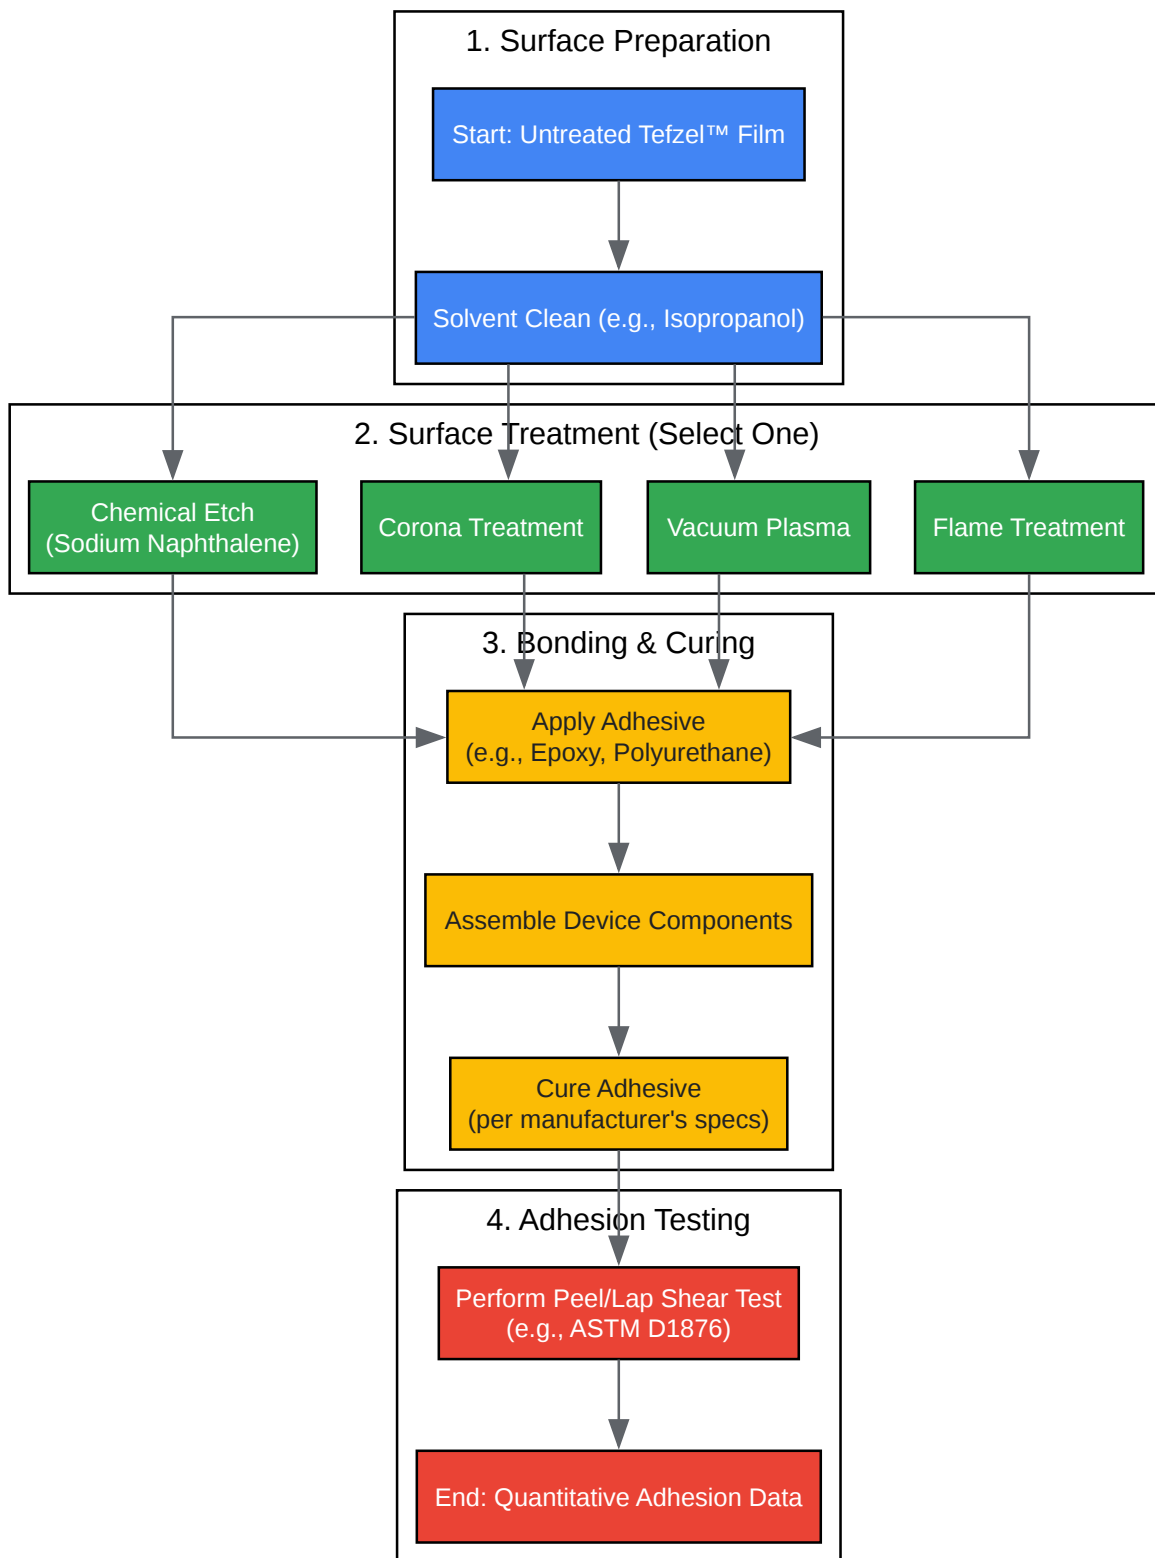 1. Surface Preparation
Start: Untreated Tefzel™ Film
Solvent Clean (e.g., Isopropanol)
2. Surface Treatment (Select One)
Chemical Etch
(Sodium Naphthalene)
Corona Treatment
Vacuum Plasma
Flame Treatment
3. Bonding & Curing
Apply Adhesive
(e.g., Epoxy, Polyurethane)
Assemble Device Components
Cure Adhesive
(per manufacturer's specs)
4. Adhesion Testing
Perform Peel/Lap Shear Test
(e.g., ASTM D1876)
End: Quantitative Adhesion Data